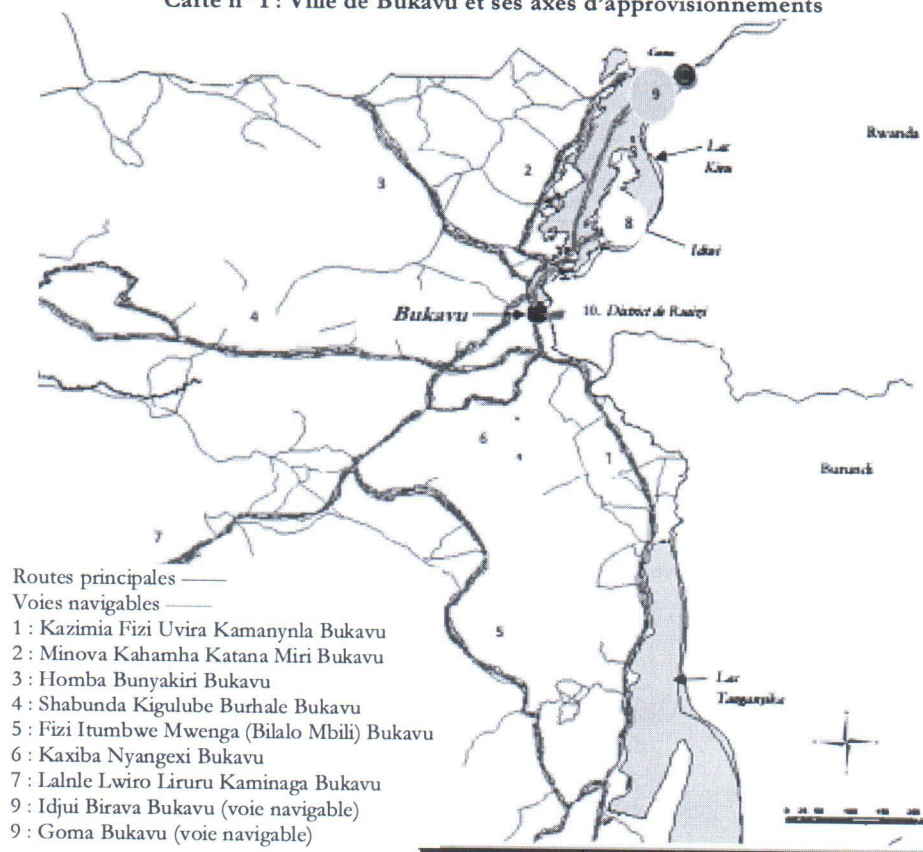 Carte n° 1 : Ville de Bukavu et ses axes d'approvisionnements
Goma
9
Rwanda
Lac
Kivu
2
3
8
Idjwi
Bukavu
10. District de Rusizi
4
6
1
Burundi
7
5
Lac
Tanganyika
Routes principales
Voies navigables
1 : Kazimia Fizi Uvira Kamanynla Bukavu
2 : Minova Kahamha Katana Miri Bukavu
3 : Homba Bunyakiri Bukavu
4 : Shabunda Kigulube Burhale Bukavu
5 : Fizi Itumbwe Mwenga (Bilalo Mbili) Bukavu
6 : Kaxiba Nyangexi Bukavu
7 : Lalnle Lwiro Liruru Kaminaga Bukavu
9 : Idjui Birava Bukavu (voie navigable)
9 : Goma Bukavu (voie navigable)